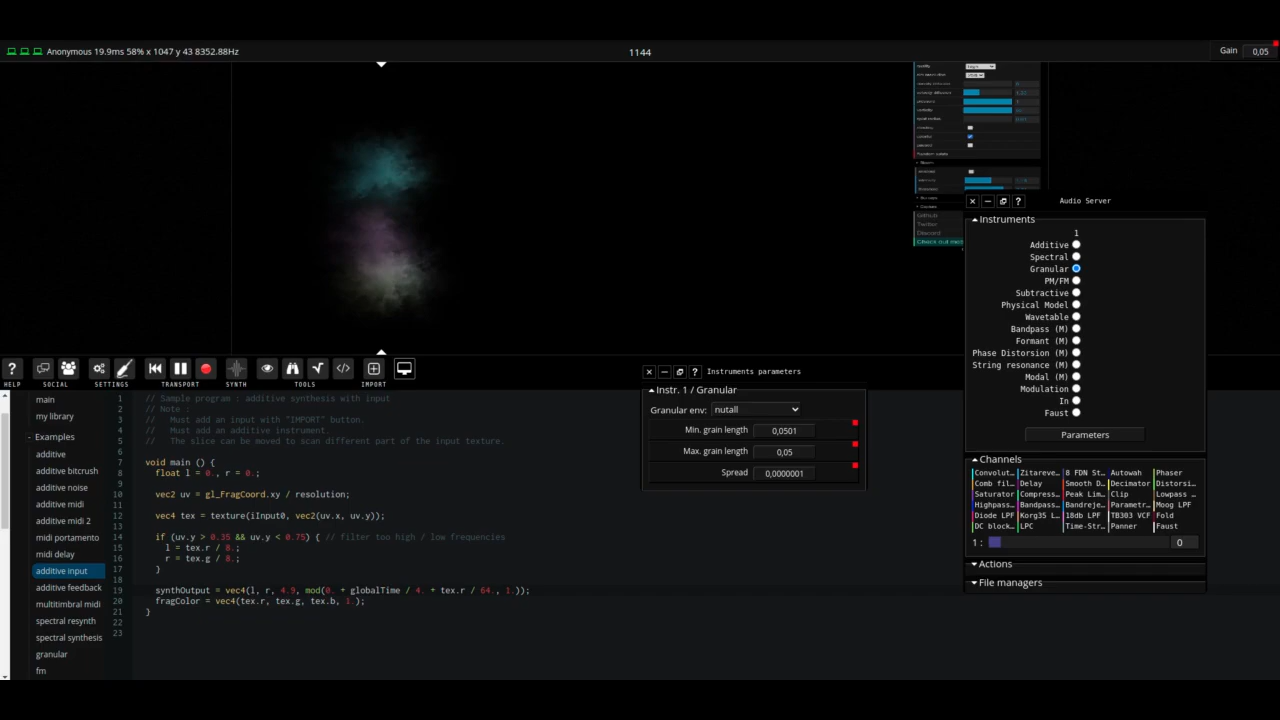 Anonymous 19.9ms 58% x 1047 y 43 8352.88Hz
1144
Gain 0,05
Random palette
Bloom
Github
Twitter
Discord
Check out mo
Audio Server
Instruments
1
Additive
Spectral
Granular
PM/FM
Subtractive
Physical Model
Wavetable
Bandpass (M)
Formant (M)
Phase Distorsion (M)
String resonance (M)
Modal (M)
Modulation
In
Faust
Parameters
Channels
Convolut… Zitareve… 8 FDN St… Autowah Phaser
Comb fil… Delay Smooth D… Decimator Distorsi…
Saturator Compress… Peak Lim… Clip Lowpass …
Highpass… Bandpass… Bandreje… Parametr… Moog LPF
Diode LPF Korg35 L… 18db LPF TB303 VCF Fold
DC block… LPC Time-Str… Panner Faust
1 : 0
Actions
File managers
HELP SOCIAL SETTINGS TRANSPORT SYNTH TOOLS IMPORT
Instruments parameters
Instr. 1 / Granular
Granular env: nutall
Min. grain length 0,0501
Max. grain length 0,05
Spread 0,0000001
main
my library
Examples
additive
additive bitcrush
additive noise
additive midi
additive midi 2
midi portamento
midi delay
additive input
additive feedback
multitimbral midi
spectral resynth
spectral synthesis
granular
fm
1 // Sample program : additive synthesis with input
2 // Note :
3 //   Must add an input with "IMPORT" button.
4 //   Must add an additive instrument.
5 //   The slice can be moved to scan different part of the input texture.
6
7 void main () {
8   float l = 0., r = 0.;
9
10   vec2 uv = gl_FragCoord.xy / resolution;
11
12   vec4 tex = texture(iInput0, vec2(uv.x, uv.y));
13
14   if (uv.y > 0.35 && uv.y < 0.75) { // filter too high / low frequencies
15     l = tex.r / 8.;
16     r = tex.g / 8.;
17   }
18
19   synthOutput = vec4(l, r, 4.9, mod(0. + globalTime / 4. + tex.r / 64., 1.));
20   fragColor = vec4(tex.r, tex.g, tex.b, 1.);
21 }
22
23